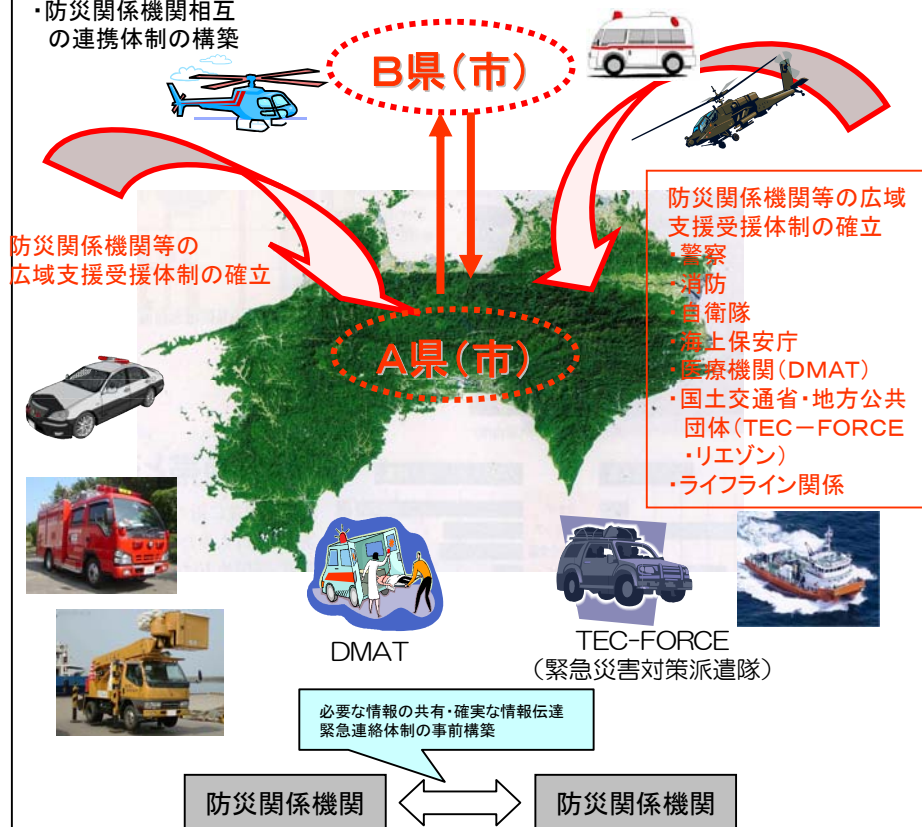 ・防災関係機関相互
の連携体制の構築
B県(市)
防災関係機関等の
広域支援受援体制の確立
防災関係機関等の広域
支援受援体制の確立
・警察
・消防
・自衛隊
・海上保安庁
・医療機関(DMAT)
・国土交通省・地方公共
団体(TEC-FORCE
・リエゾン)
・ライフライン関係
A県(市)
DMAT
TEC-FORCE
(緊急災害対策派遣隊)
必要な情報の共有・確実な情報伝達
緊急連絡体制の事前構築
防災関係機関
防災関係機関